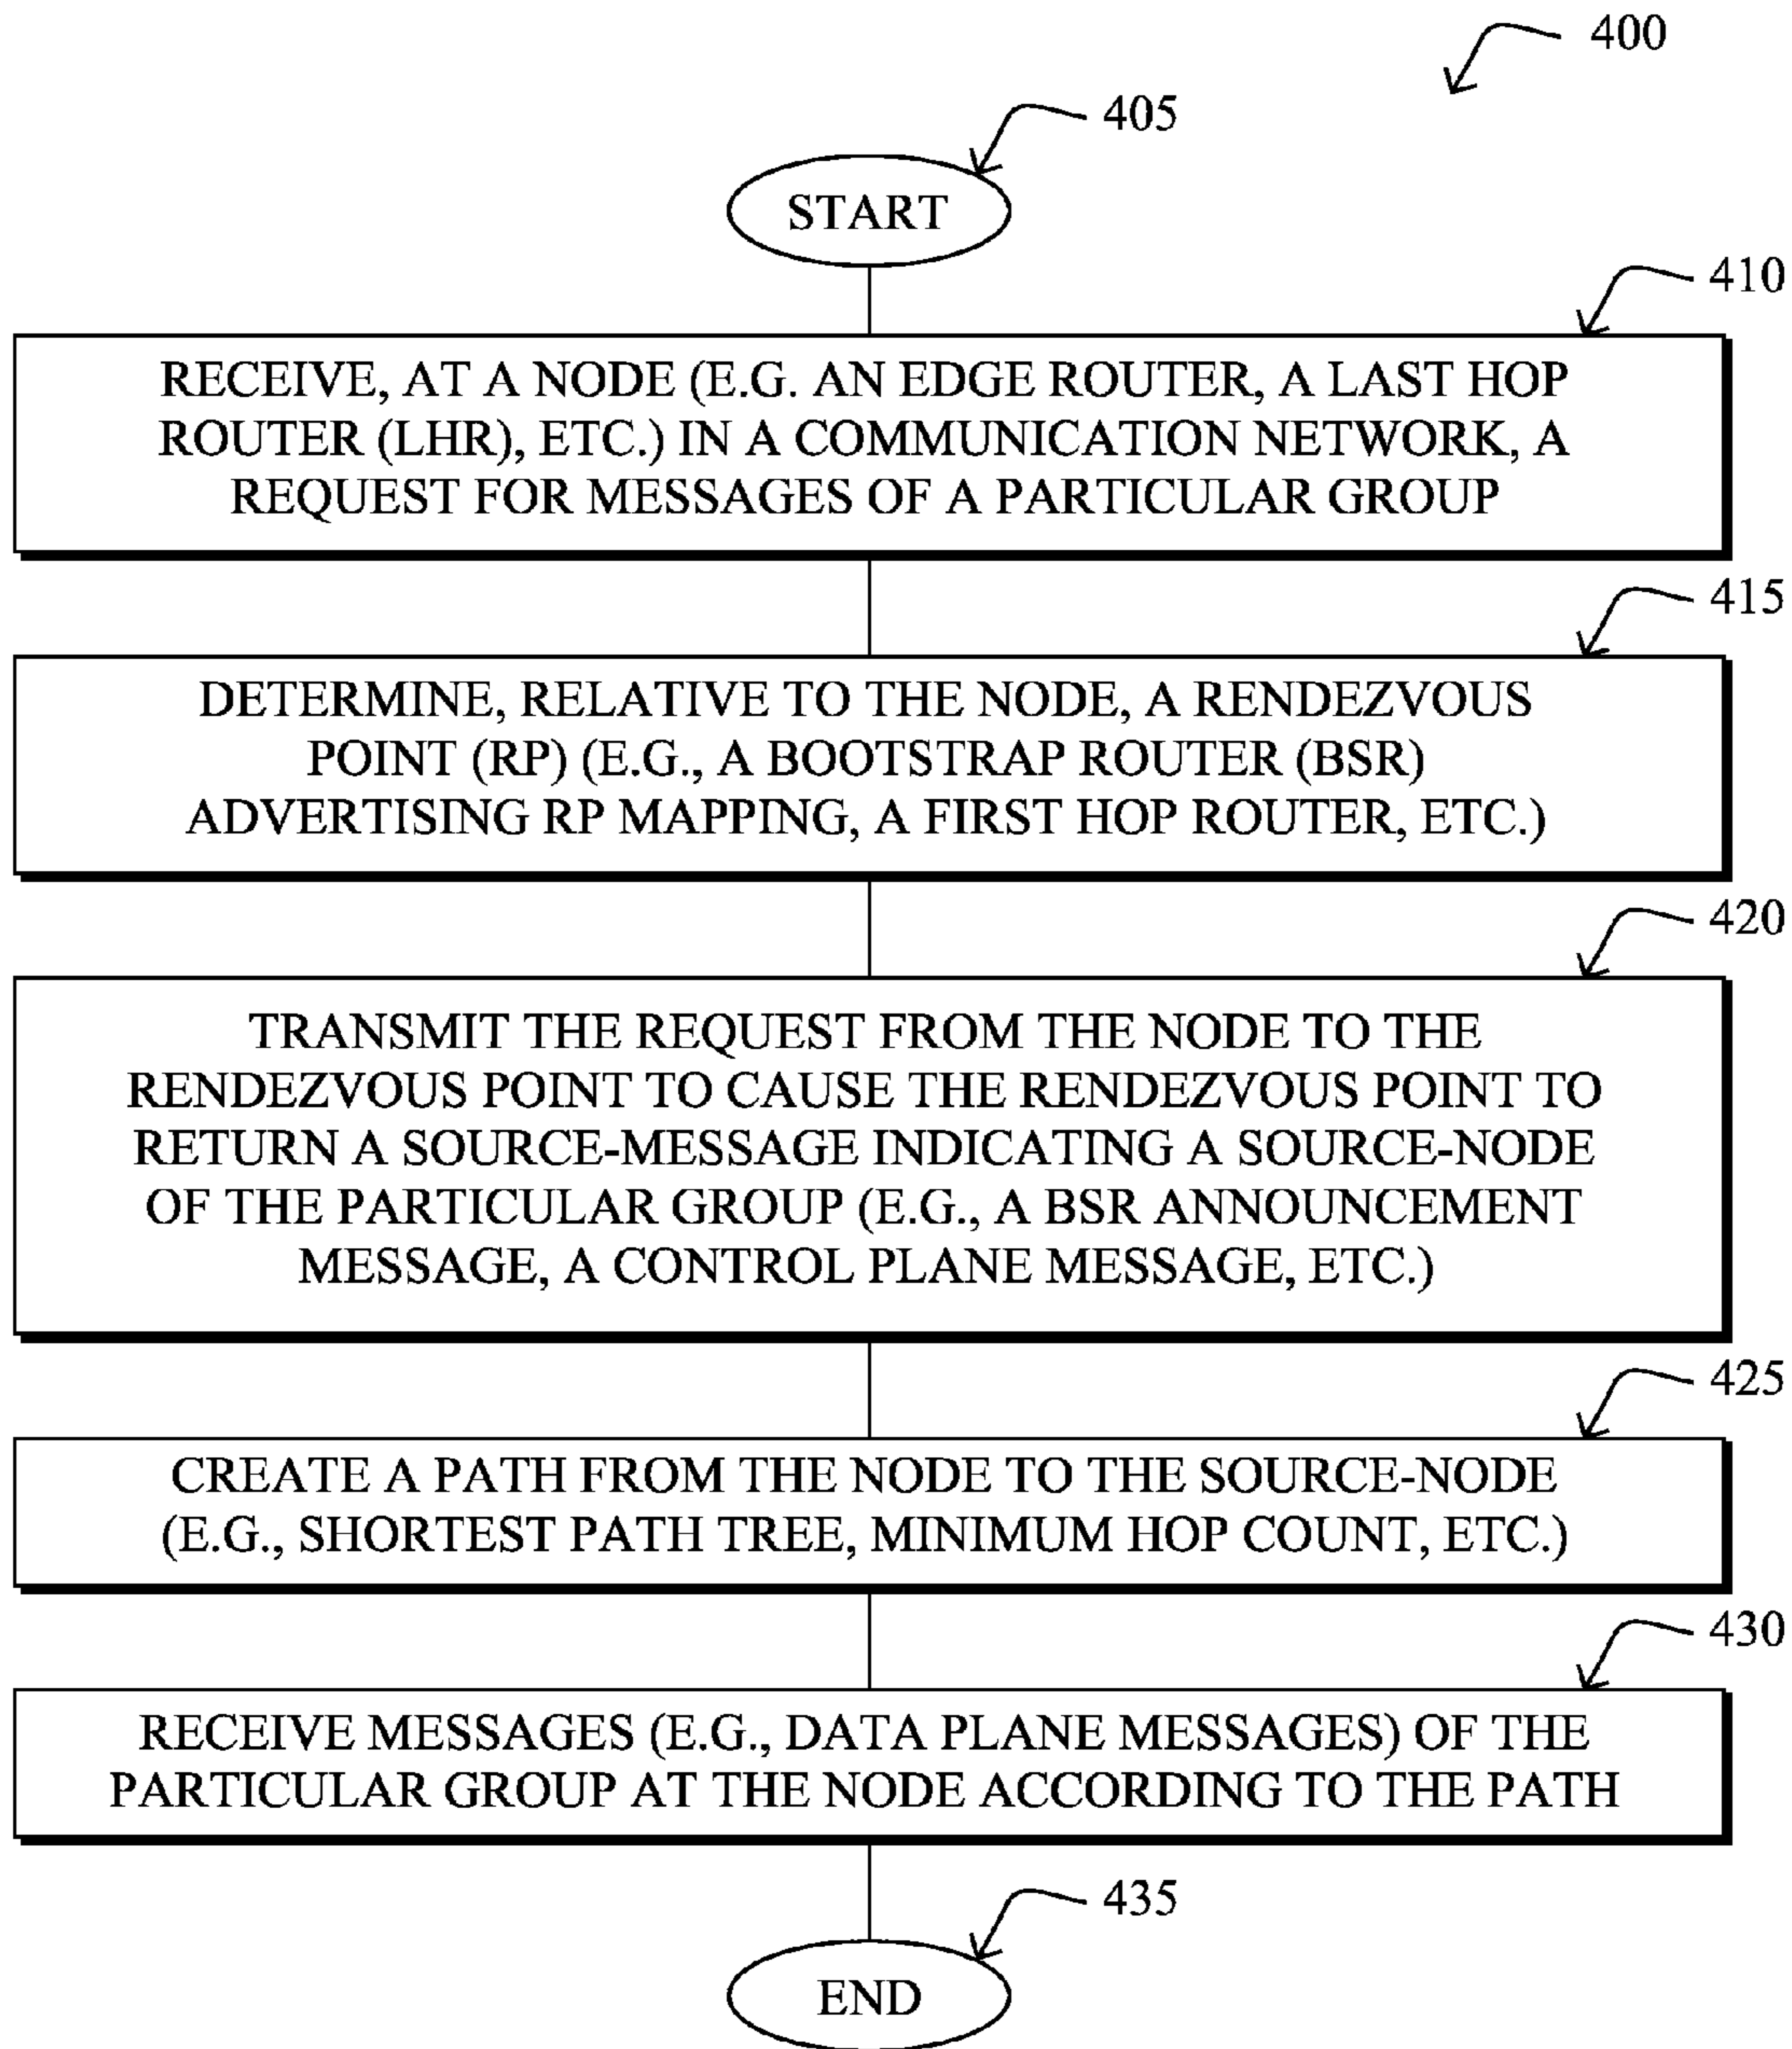 400
405
START
410
RECEIVE, AT A NODE (E.G. AN EDGE ROUTER, A LAST HOP
ROUTER (LHR), ETC.) IN A COMMUNICATION NETWORK, A
REQUEST FOR MESSAGES OF A PARTICULAR GROUP
415
DETERMINE, RELATIVE TO THE NODE, A RENDEZVOUS
POINT (RP) (E.G., A BOOTSTRAP ROUTER (BSR)
ADVERTISING RP MAPPING, A FIRST HOP ROUTER, ETC.)
420
TRANSMIT THE REQUEST FROM THE NODE TO THE
RENDEZVOUS POINT TO CAUSE THE RENDEZVOUS POINT TO
RETURN A SOURCE-MESSAGE INDICATING A SOURCE-NODE
OF THE PARTICULAR GROUP (E.G., A BSR ANNOUNCEMENT
MESSAGE, A CONTROL PLANE MESSAGE, ETC.)
425
CREATE A PATH FROM THE NODE TO THE SOURCE-NODE
(E.G., SHORTEST PATH TREE, MINIMUM HOP COUNT, ETC.)
430
RECEIVE MESSAGES (E.G., DATA PLANE MESSAGES) OF THE
PARTICULAR GROUP AT THE NODE ACCORDING TO THE PATH
435
END